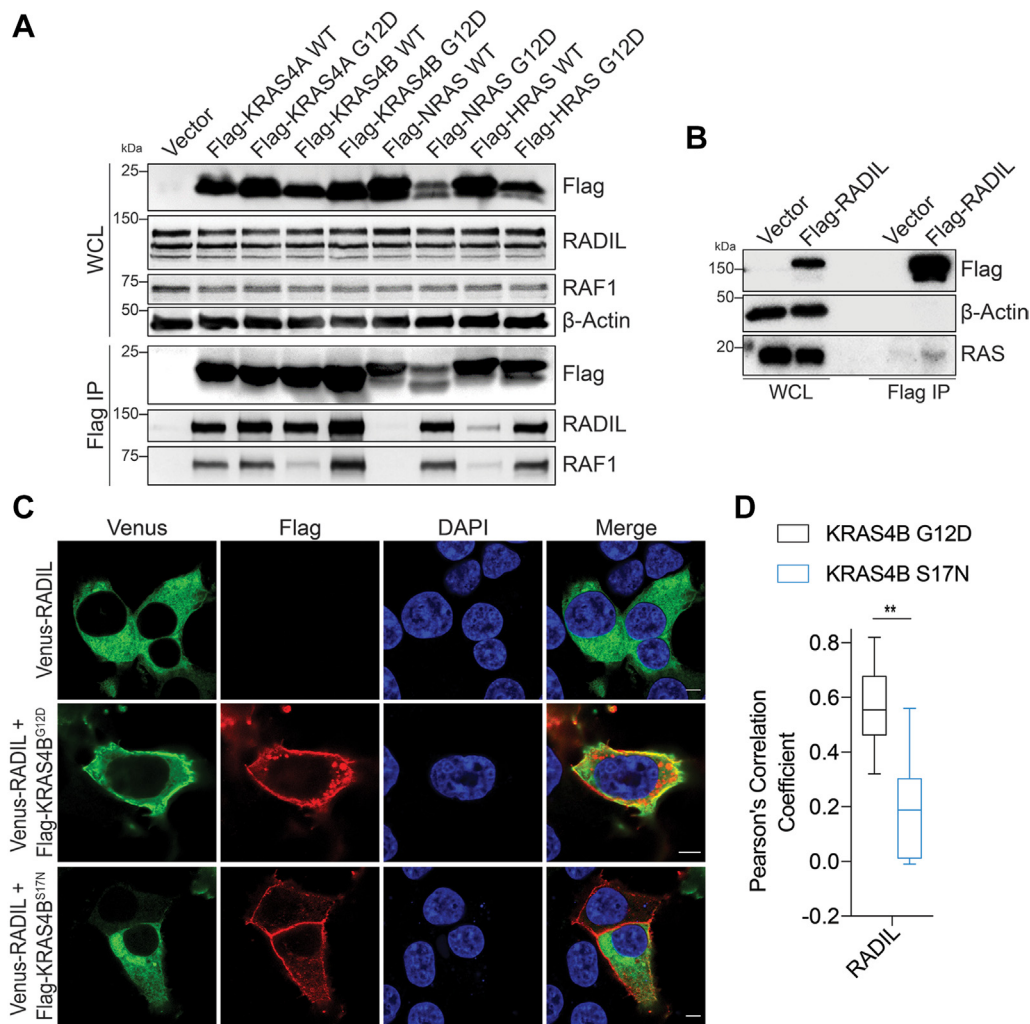 A
Vector
Flag-KRAS4A WT
Flag-KRAS4A G12D
Flag-KRAS4B WT
Flag-KRAS4B G12D
Flag-NRAS WT
Flag-NRAS G12D
Flag-HRAS WT
Flag-HRAS G12D
kDa
WCL
25
Flag
150
RADIL
75
RAF1
50
β-Actin
Flag IP
25
Flag
150
RADIL
75
RAF1
B
Vector
Flag-RADIL
Vector
Flag-RADIL
kDa
150
Flag
50
β-Actin
20
RAS
WCL
Flag IP
C
Venus
Flag
DAPI
Merge
Venus-RADIL
Venus-RADIL +
Flag-KRAS4B^G12D
Venus-RADIL +
Flag-KRAS4B^S17N
D
KRAS4B G12D
KRAS4B S17N
**
Pearson's Correlation
Coefficient
0.8
0.6
0.4
0.2
0.0
-0.2
RADIL